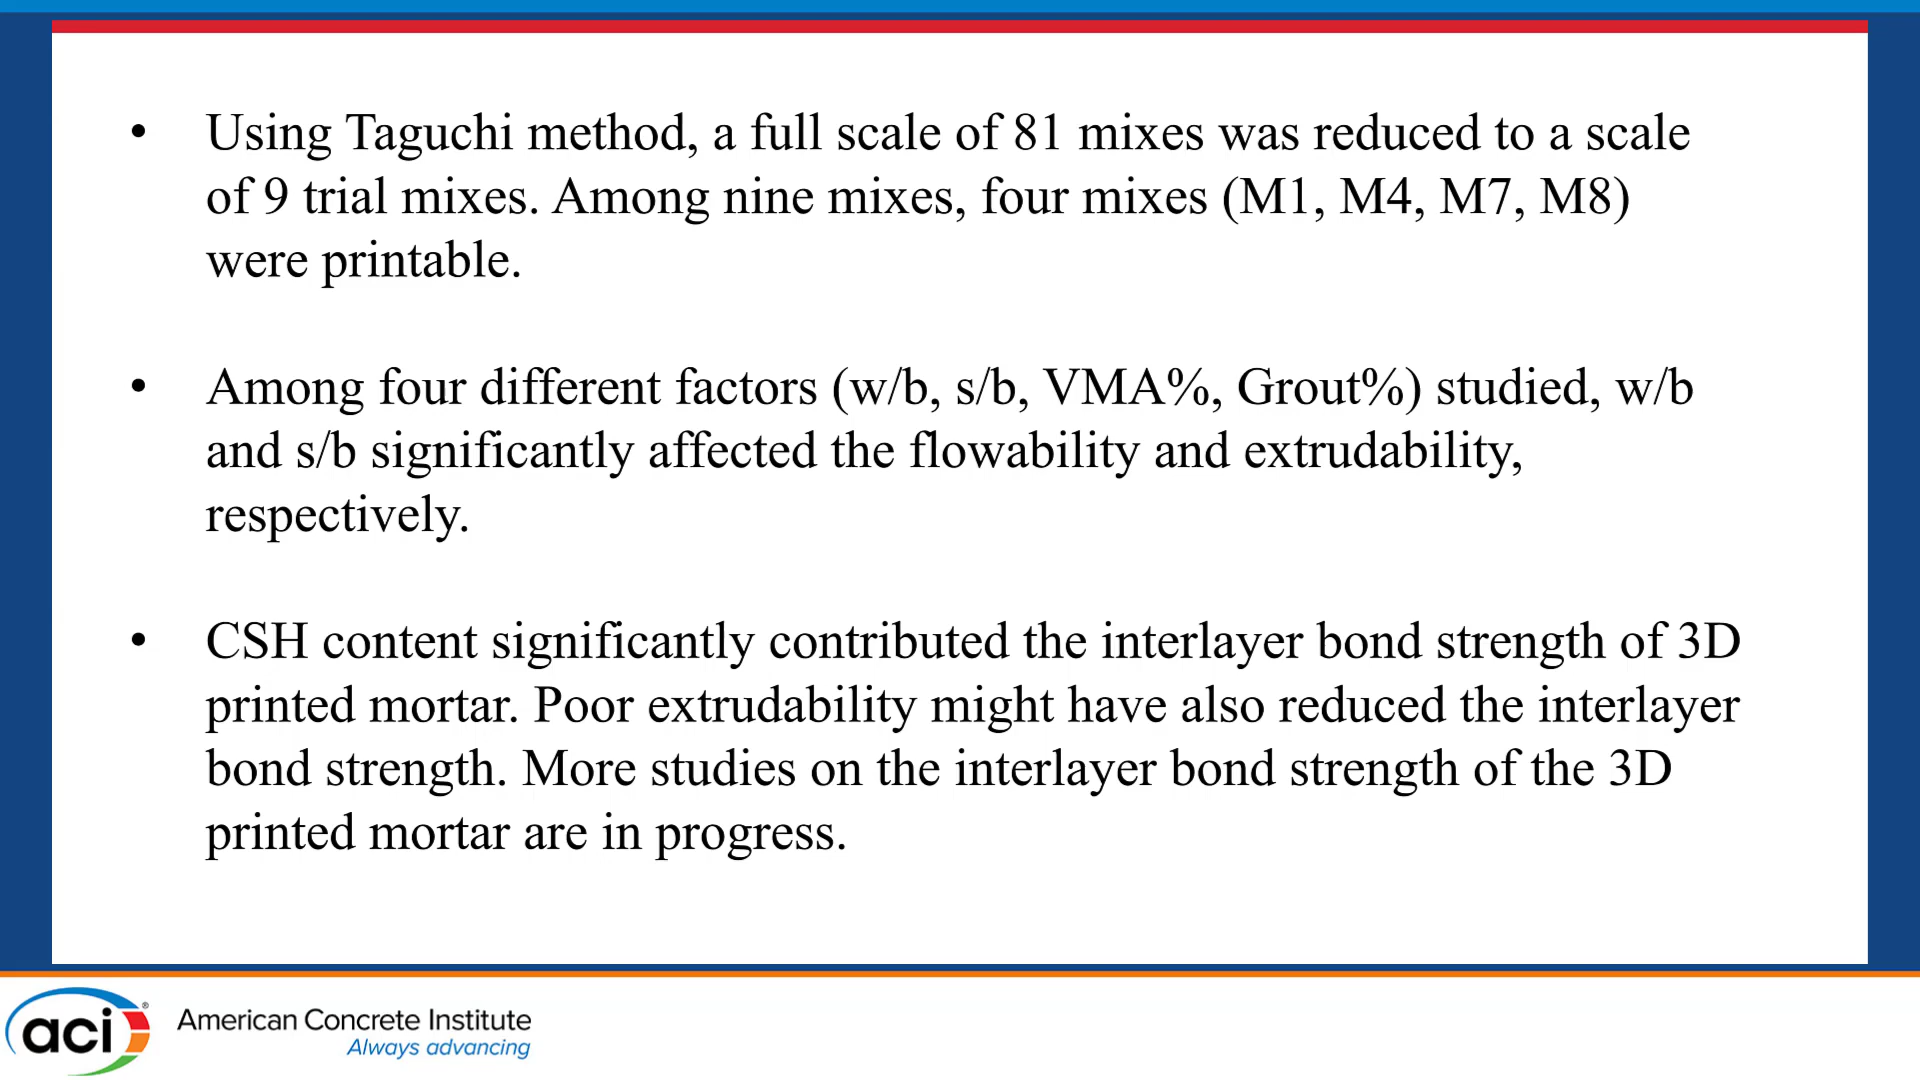 • Using Taguchi method, a full scale of 81 mixes was reduced to a scale
of 9 trial mixes. Among nine mixes, four mixes (M1, M4, M7, M8)
were printable.
• Among four different factors (w/b, s/b, VMA%, Grout%) studied, w/b
and s/b significantly affected the flowability and extrudability,
respectively.
• CSH content significantly contributed the interlayer bond strength of 3D
printed mortar. Poor extrudability might have also reduced the interlayer
bond strength. More studies on the interlayer bond strength of the 3D
printed mortar are in progress.
aci®
American Concrete Institute
Always advancing